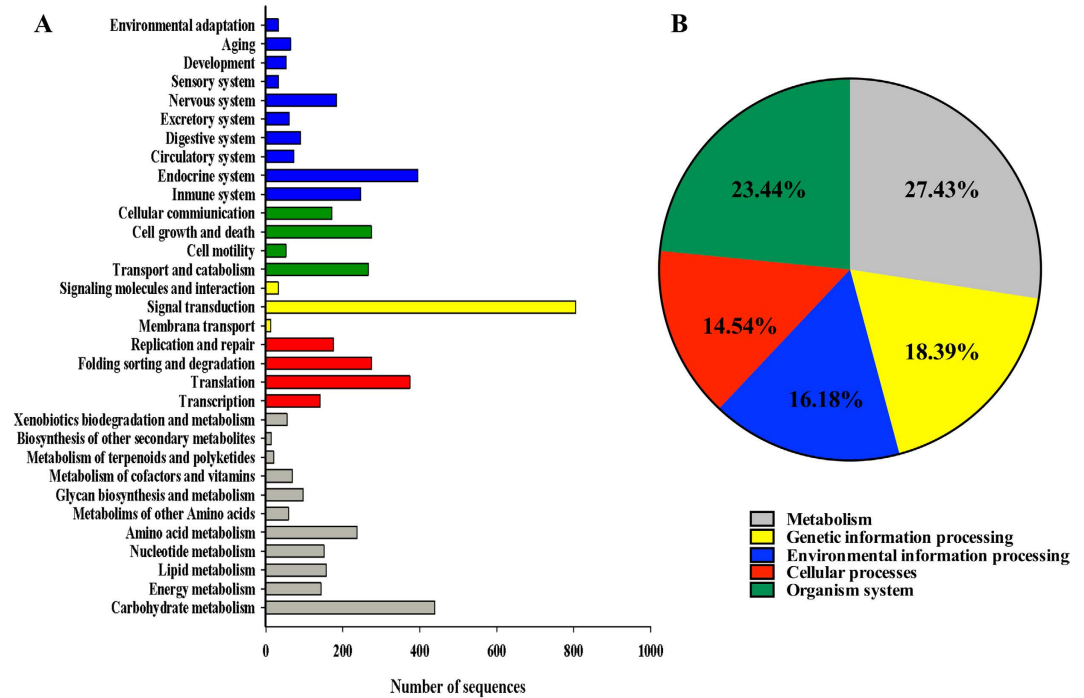 A
B
Environmental adaptation
Aging
Development
Sensory system
Nervous system
Excretory system
Digestive system
Circulatory system
Endocrine system
Inmune system
Cellular commiunication
Cell growth and death
Cell motility
Transport and catabolism
Signaling molecules and interaction
Signal transduction
Membrana transport
Replication and repair
Folding sorting and degradation
Translation
Transcription
Xenobiotics biodegradation and metabolism
Biosynthesis of other secondary metabolites
Metabolism of terpenoids and polyketides
Metabolism of cofactors and vitamins
Glycan biosynthesis and metabolism
Metabolims of other Amino acids
Amino acid metabolism
Nucleotide metabolism
Lipid metabolism
Energy metabolism
Carbohydrate metabolism
0 200 400 600 800 1000
Number of sequences
23.44%
27.43%
14.54%
18.39%
16.18%
Metabolism
Genetic information processing
Environmental information processing
Cellular processes
Organism system